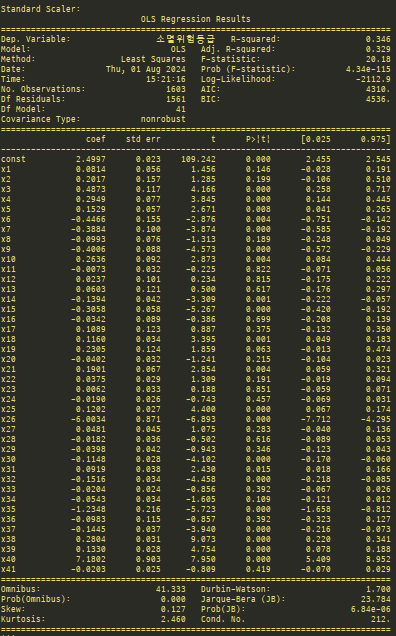 Standard Scaler:
OLS Regression Results
Dep. Variable: 소멸위험등급 R-squared: 0.346
Model: OLS Adj. R-squared: 0.329
Method: Least Squares F-statistic: 20.18
Date: Thu, 01 Aug 2024 Prob (F-statistic): 4.34e-115
Time: 15:21:16 Log-Likelihood: -2112.9
No. Observations: 1603 AIC: 4310.
Df Residuals: 1561 BIC: 4536.
Df Model: 41
Covariance Type: nonrobust
coef std err t P>|t| [0.025 0.975]
const 2.4997 0.023 109.242 0.000 2.455 2.545
x1 0.0814 0.056 1.456 0.146 -0.028 0.191
x2 0.2017 0.157 1.285 0.199 -0.106 0.510
x3 0.4873 0.117 4.166 0.000 0.258 0.717
x4 0.2949 0.077 3.845 0.000 0.144 0.445
x5 0.1529 0.057 2.671 0.008 0.041 0.265
x6 -0.4466 0.155 -2.876 0.004 -0.751 -0.142
x7 -0.3884 0.100 -3.874 0.000 -0.585 -0.192
x8 -0.0993 0.076 -1.313 0.189 -0.248 0.049
x9 -0.4006 0.088 -4.573 0.000 -0.572 -0.229
x10 0.2636 0.092 2.873 0.004 0.084 0.444
x11 -0.0073 0.032 -0.225 0.822 -0.071 0.056
x12 0.0237 0.101 0.234 0.815 -0.175 0.222
x13 0.0603 0.121 0.500 0.617 -0.176 0.297
x14 -0.1394 0.042 -3.309 0.001 -0.222 -0.057
x15 -0.3058 0.058 -5.267 0.000 -0.420 -0.192
x16 -0.0342 0.089 -0.386 0.699 -0.208 0.139
x17 0.1089 0.123 0.887 0.375 -0.132 0.350
x18 0.1160 0.034 3.395 0.001 0.049 0.183
x19 0.2305 0.124 1.859 0.063 -0.013 0.474
x20 -0.0402 0.032 -1.241 0.215 -0.104 0.023
x21 0.1901 0.067 2.854 0.004 0.059 0.321
x22 0.0375 0.029 1.309 0.191 -0.019 0.094
x23 0.0062 0.033 0.188 0.851 -0.059 0.071
x24 -0.0190 0.026 -0.743 0.457 -0.069 0.031
x25 0.1202 0.027 4.400 0.000 0.067 0.174
x26 -6.0034 0.871 -6.893 0.000 -7.712 -4.295
x27 0.0481 0.045 1.075 0.283 -0.040 0.136
x28 -0.0182 0.036 -0.502 0.616 -0.089 0.053
x29 -0.0398 0.042 -0.943 0.346 -0.123 0.043
x30 -0.1148 0.028 -4.102 0.000 -0.170 -0.060
x31 0.0919 0.038 2.430 0.015 0.018 0.166
x32 -0.1516 0.034 -4.458 0.000 -0.218 -0.085
x33 -0.0204 0.024 -0.856 0.392 -0.067 0.026
x34 -0.0543 0.034 -1.605 0.109 -0.121 0.012
x35 -1.2348 0.216 -5.723 0.000 -1.658 -0.812
x36 -0.0983 0.115 -0.857 0.392 -0.323 0.127
x37 -0.1445 0.037 -3.940 0.000 -0.216 -0.073
x38 0.2804 0.031 9.073 0.000 0.220 0.341
x39 0.1330 0.028 4.754 0.000 0.078 0.188
x40 7.1802 0.903 7.950 0.000 5.409 8.952
x41 -0.0203 0.025 -0.809 0.419 -0.070 0.029
Omnibus: 41.333 Durbin-Watson: 1.700
Prob(Omnibus): 0.000 Jarque-Bera (JB): 23.784
Skew: 0.127 Prob(JB): 6.84e-06
Kurtosis: 2.460 Cond. No. 212.